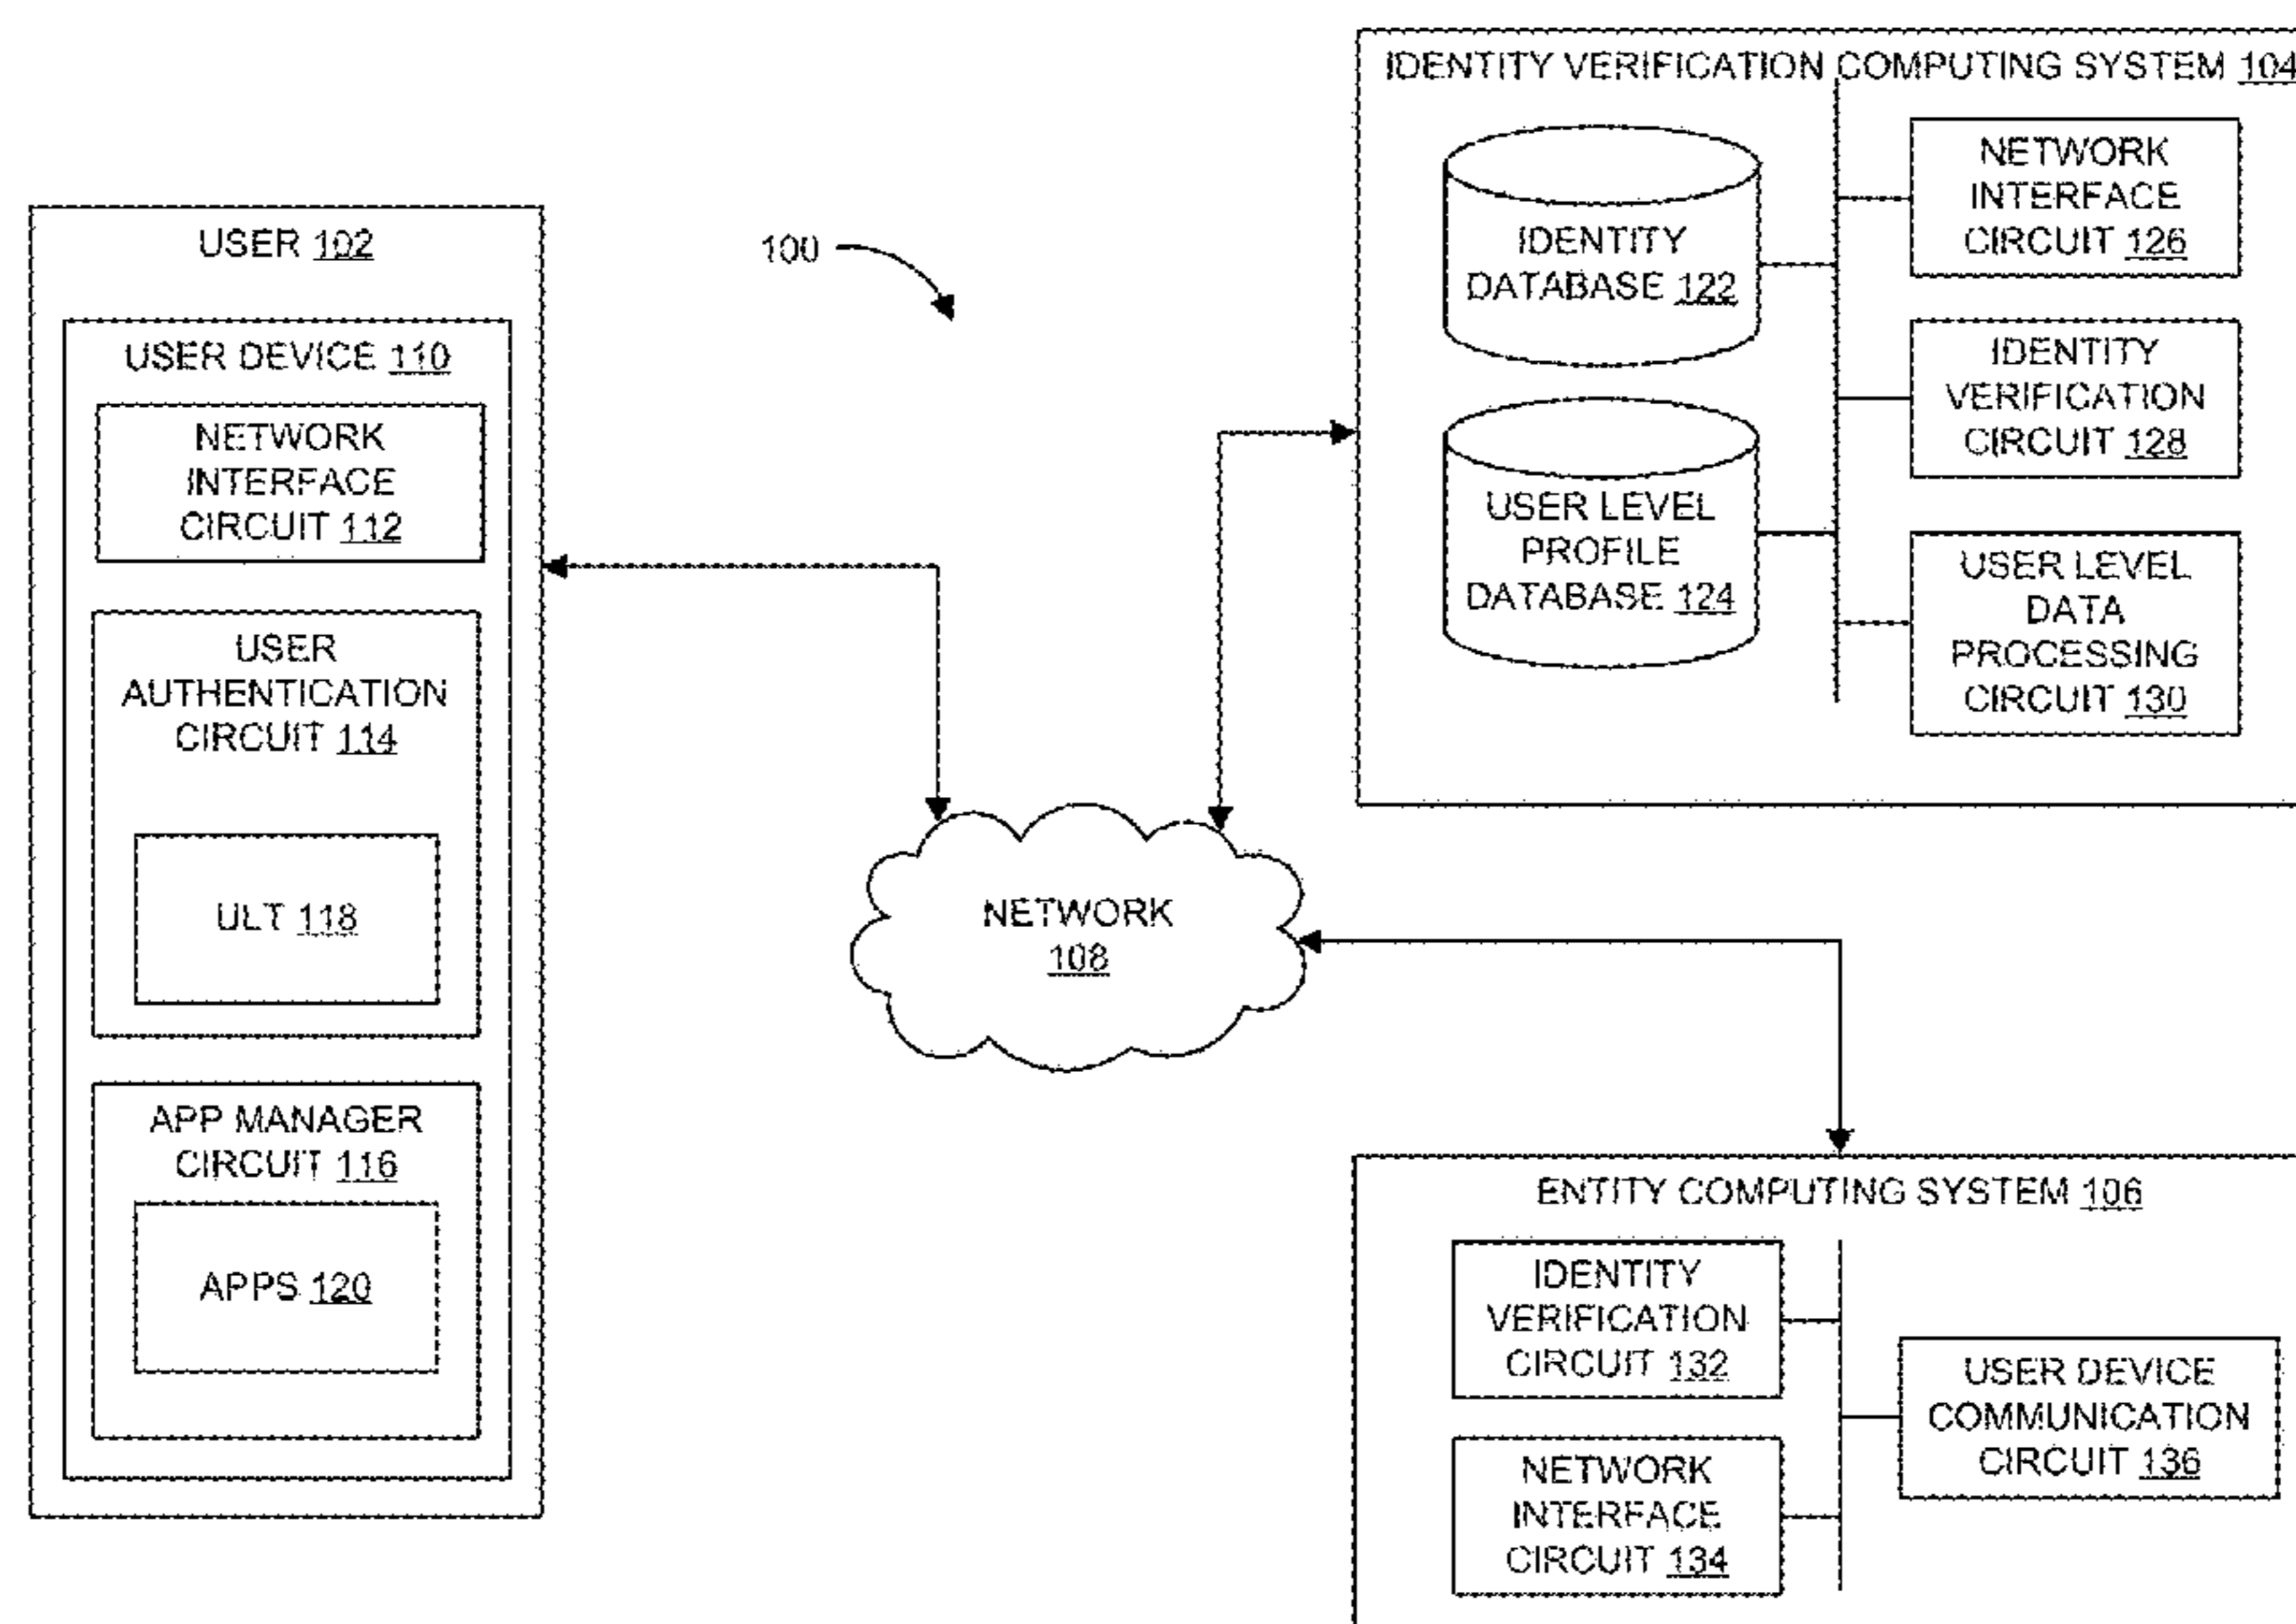 USER 102
USER DEVICE 110
NETWORK
INTERFACE
CIRCUIT 112
USER
AUTHENTICATION
CIRCUIT 114
ULT 118
APP MANAGER
CIRCUIT 116
APPS 120
100
NETWORK
108
IDENTITY VERIFICATION COMPUTING SYSTEM 104
IDENTITY
DATABASE 122
USER LEVEL
PROFILE
DATABASE 124
NETWORK
INTERFACE
CIRCUIT 126
IDENTITY
VERIFICATION
CIRCUIT 128
USER LEVEL
DATA
PROCESSING
CIRCUIT 130
ENTITY COMPUTING SYSTEM 106
IDENTITY
VERIFICATION
CIRCUIT 132
NETWORK
INTERFACE
CIRCUIT 134
USER DEVICE
COMMUNICATION
CIRCUIT 136